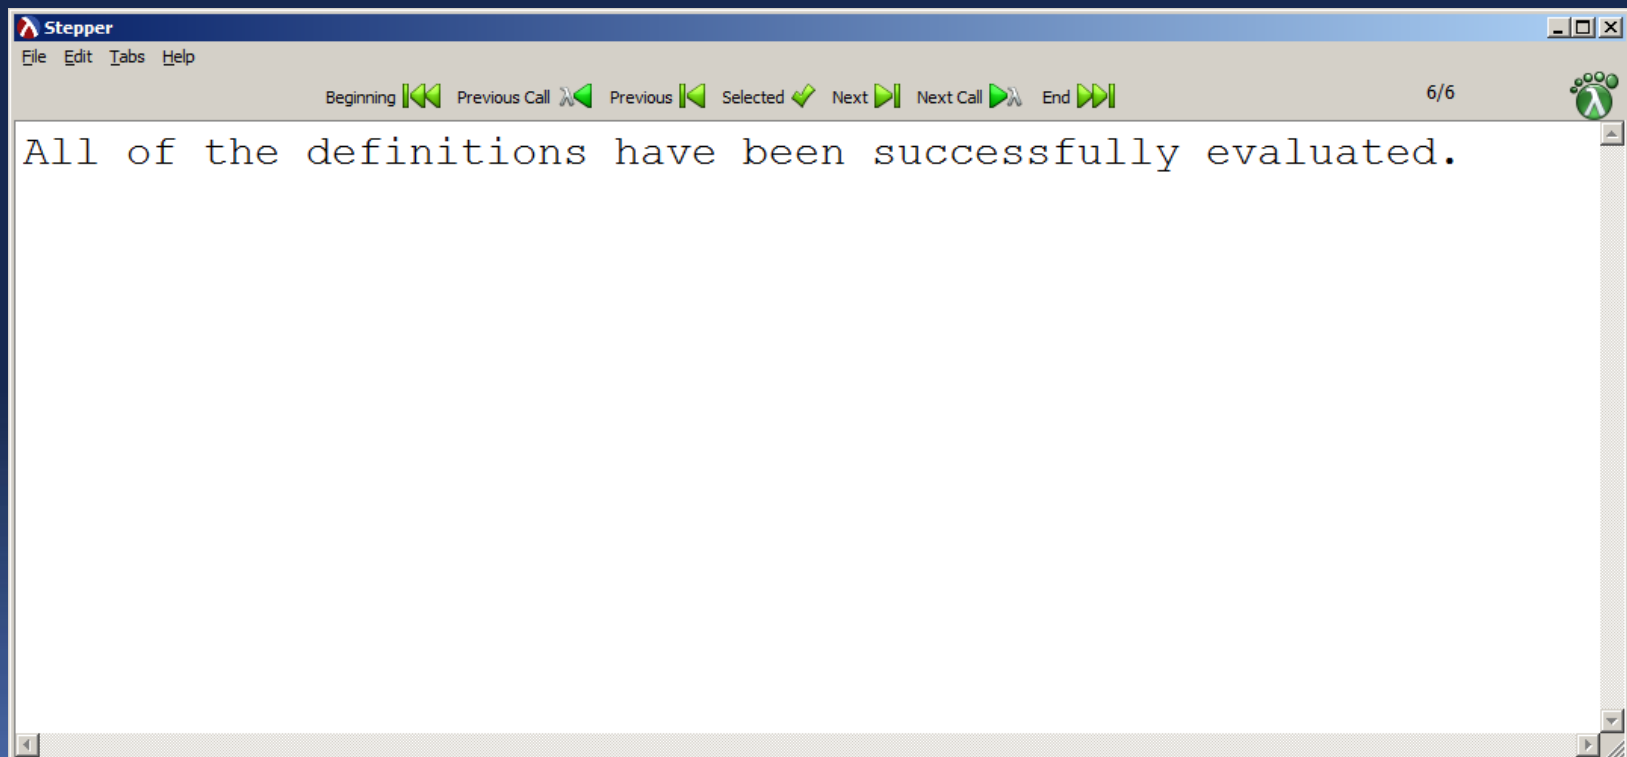 Stepper
File Edit Tabs Help
Beginning Previous Call Previous Selected Next Next Call End 6/6
All of the definitions have been successfully evaluated.